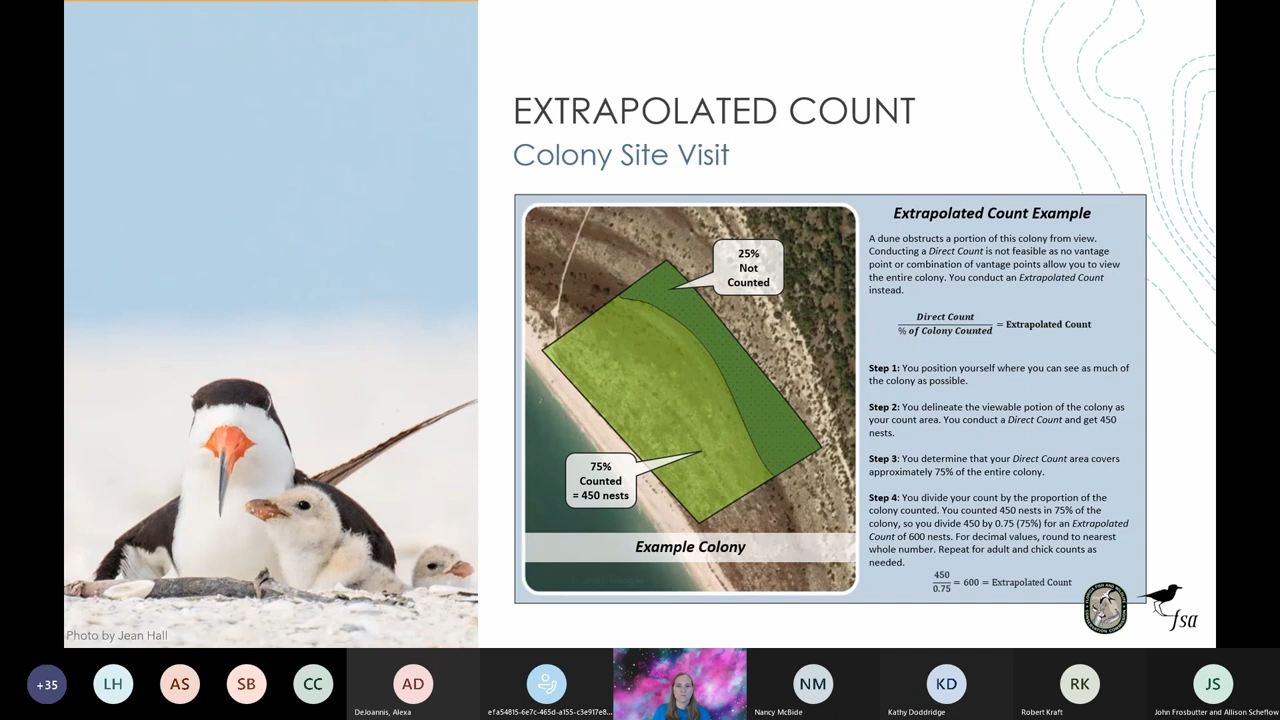 EXTRAPOLATED COUNT
Colony Site Visit
25%
Not
Counted
75%
Counted
= 450 nests
Example Colony
Extrapolated Count Example
A dune obstructs a portion of this colony from view.
Conducting a Direct Count is not feasible as no vantage
point or combination of vantage points allow you to view
the entire colony. You conduct an Extrapolated Count
instead.
Direct Count
% of Colony Counted = Extrapolated Count
Step 1: You position yourself where you can see as much of
the colony as possible.
Step 2: You delineate the viewable potion of the colony as
your count area. You conduct a Direct Count and get 450
nests.
Step 3: You determine that your Direct Count area covers
approximately 75% of the entire colony.
Step 4: You divide your count by the proportion of the
colony counted. You counted 450 nests in 75% of the
colony, so you divide 450 by 0.75 (75%) for an Extrapolated
Count of 600 nests. For decimal values, round to nearest
whole number. Repeat for adult and chick counts as
needed.
450
0.75 = 600 = Extrapolated Count
fsa
Photo by Jean Hall
+35
LH
AS
SB
CC
AD
NM
KD
RK
JS
DeJoannis, Alexa
efa54815-6e7c-465d-a155-c3e917e8...
Nancy McBide
Kathy Doddridge
Robert Kraft
John Frosbutter and Allison Scheflow